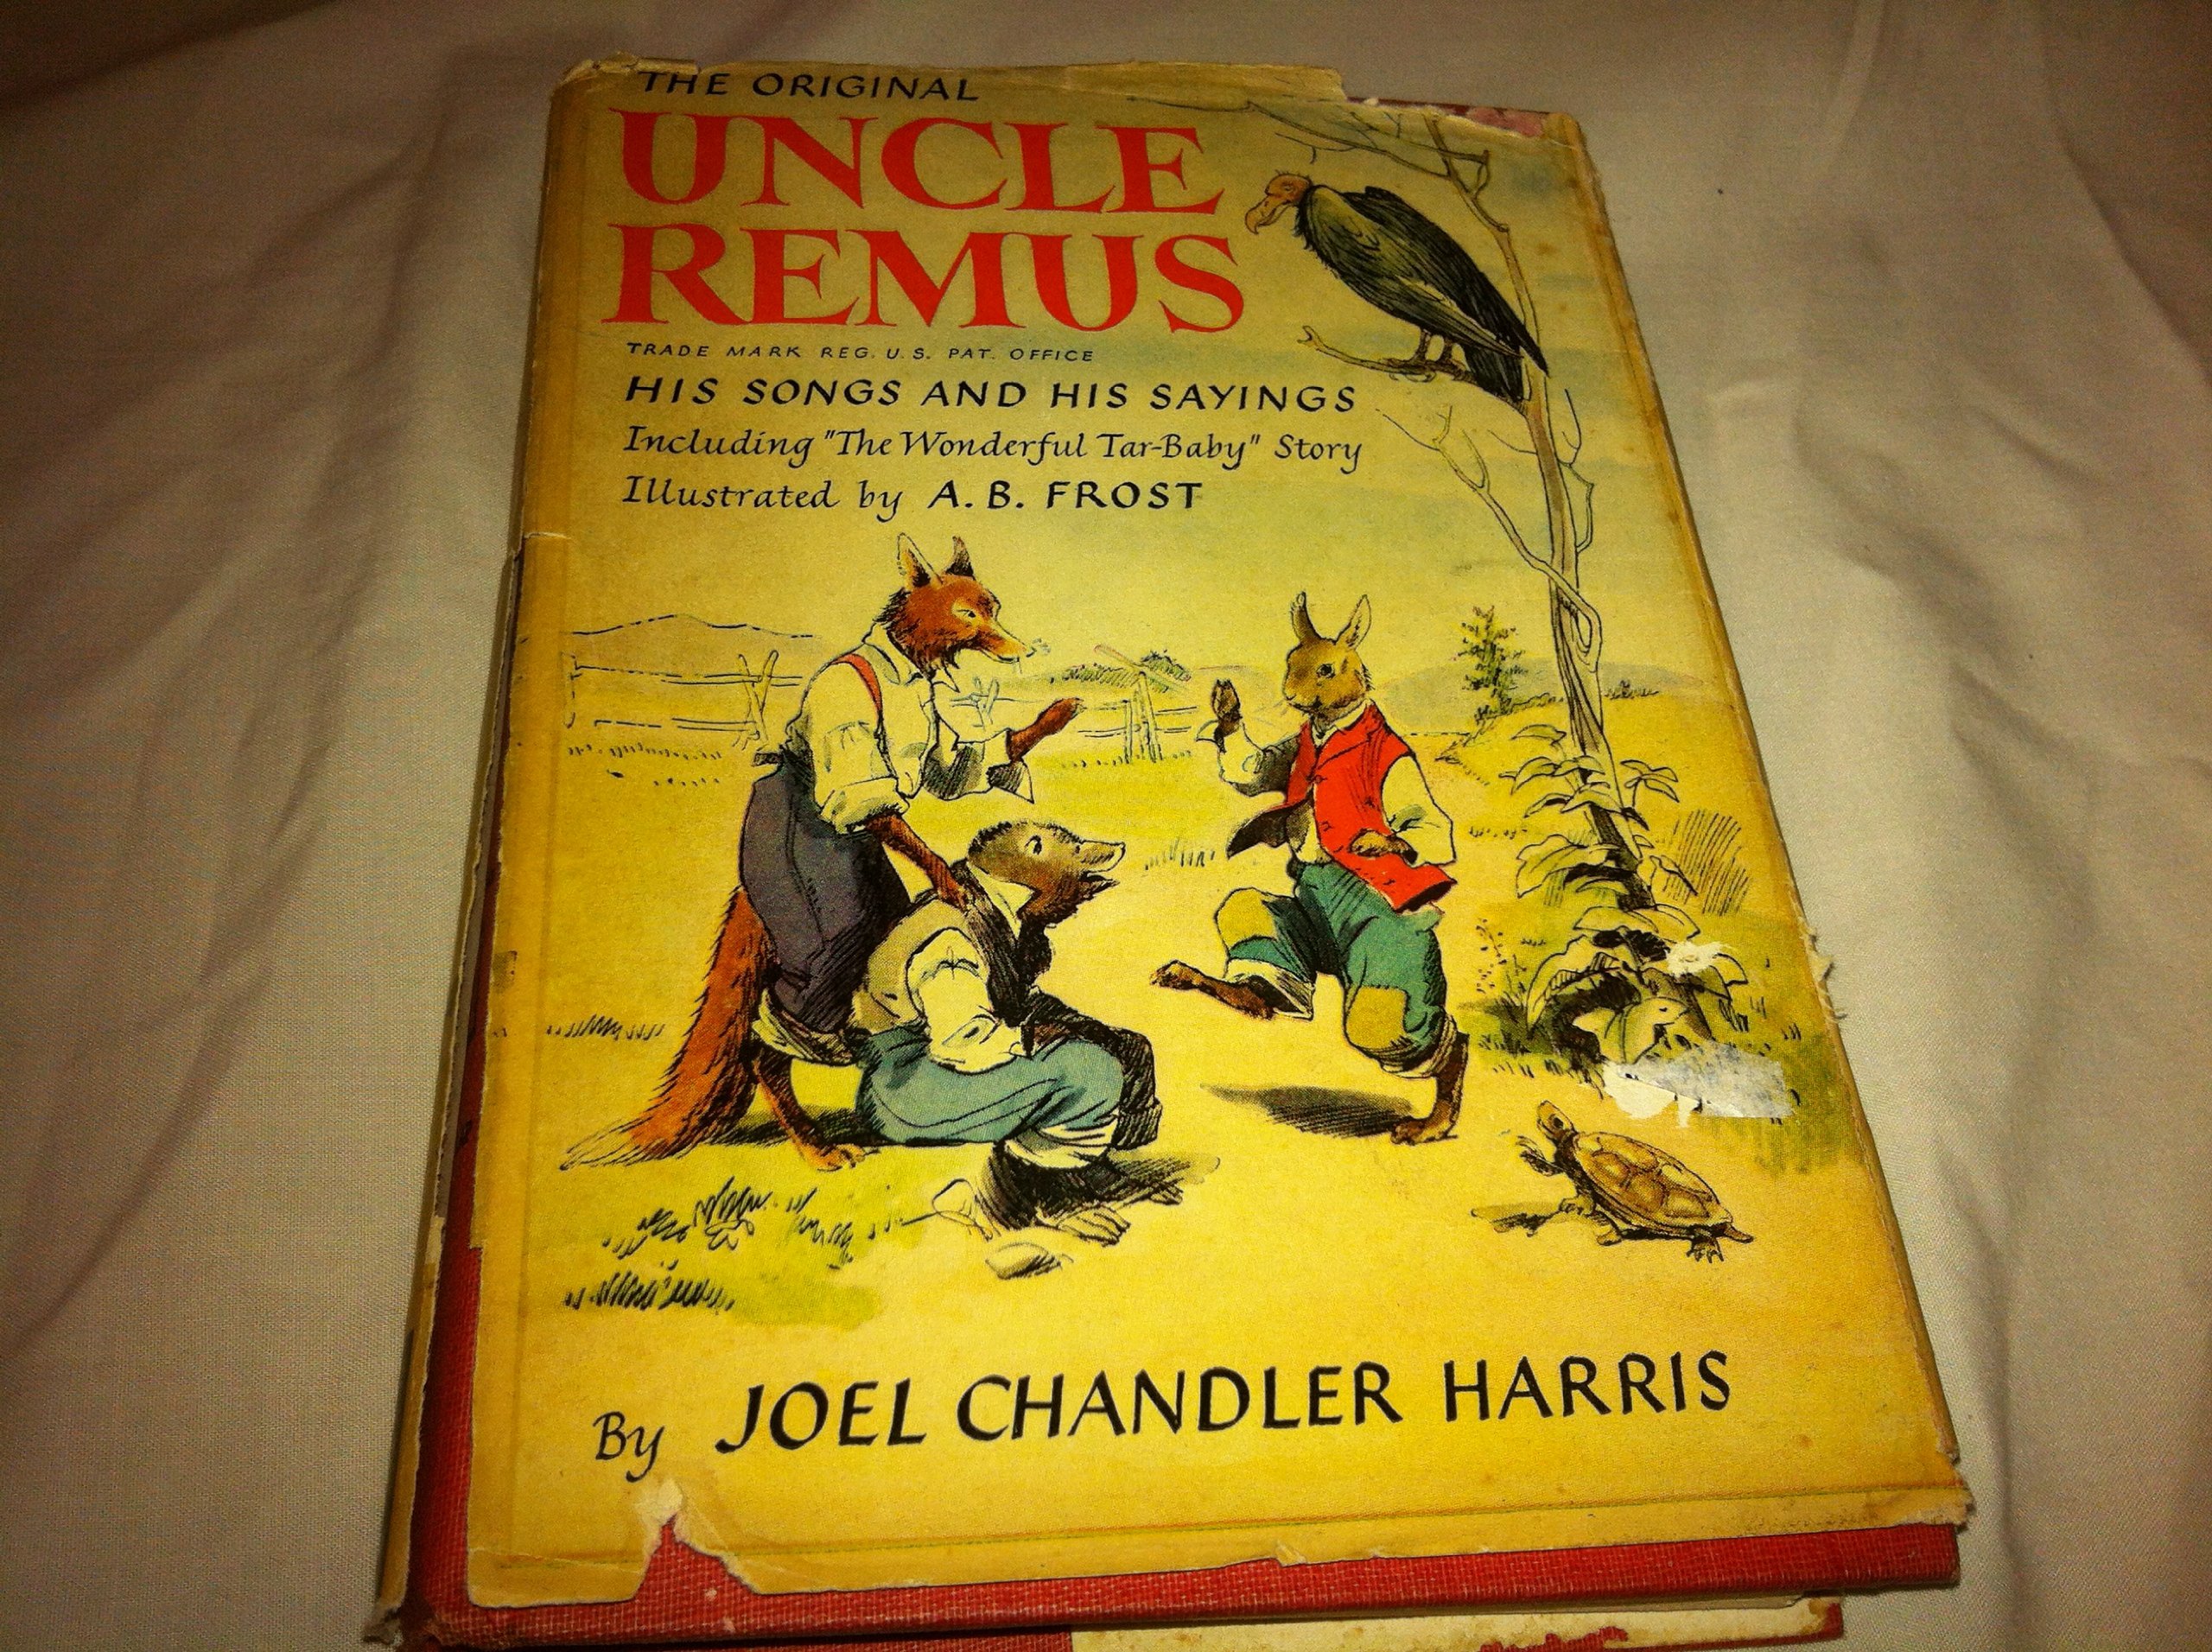 THE ORIGINAL
UNCLE
REMUS
TRADE MARK REG. U.S. PAT. OFFICE
HIS SONGS AND HIS SAYINGS
Including "The Wonderful Tar-Baby" Story
Illustrated by A. B. FROST
By JOEL CHANDLER HARRIS